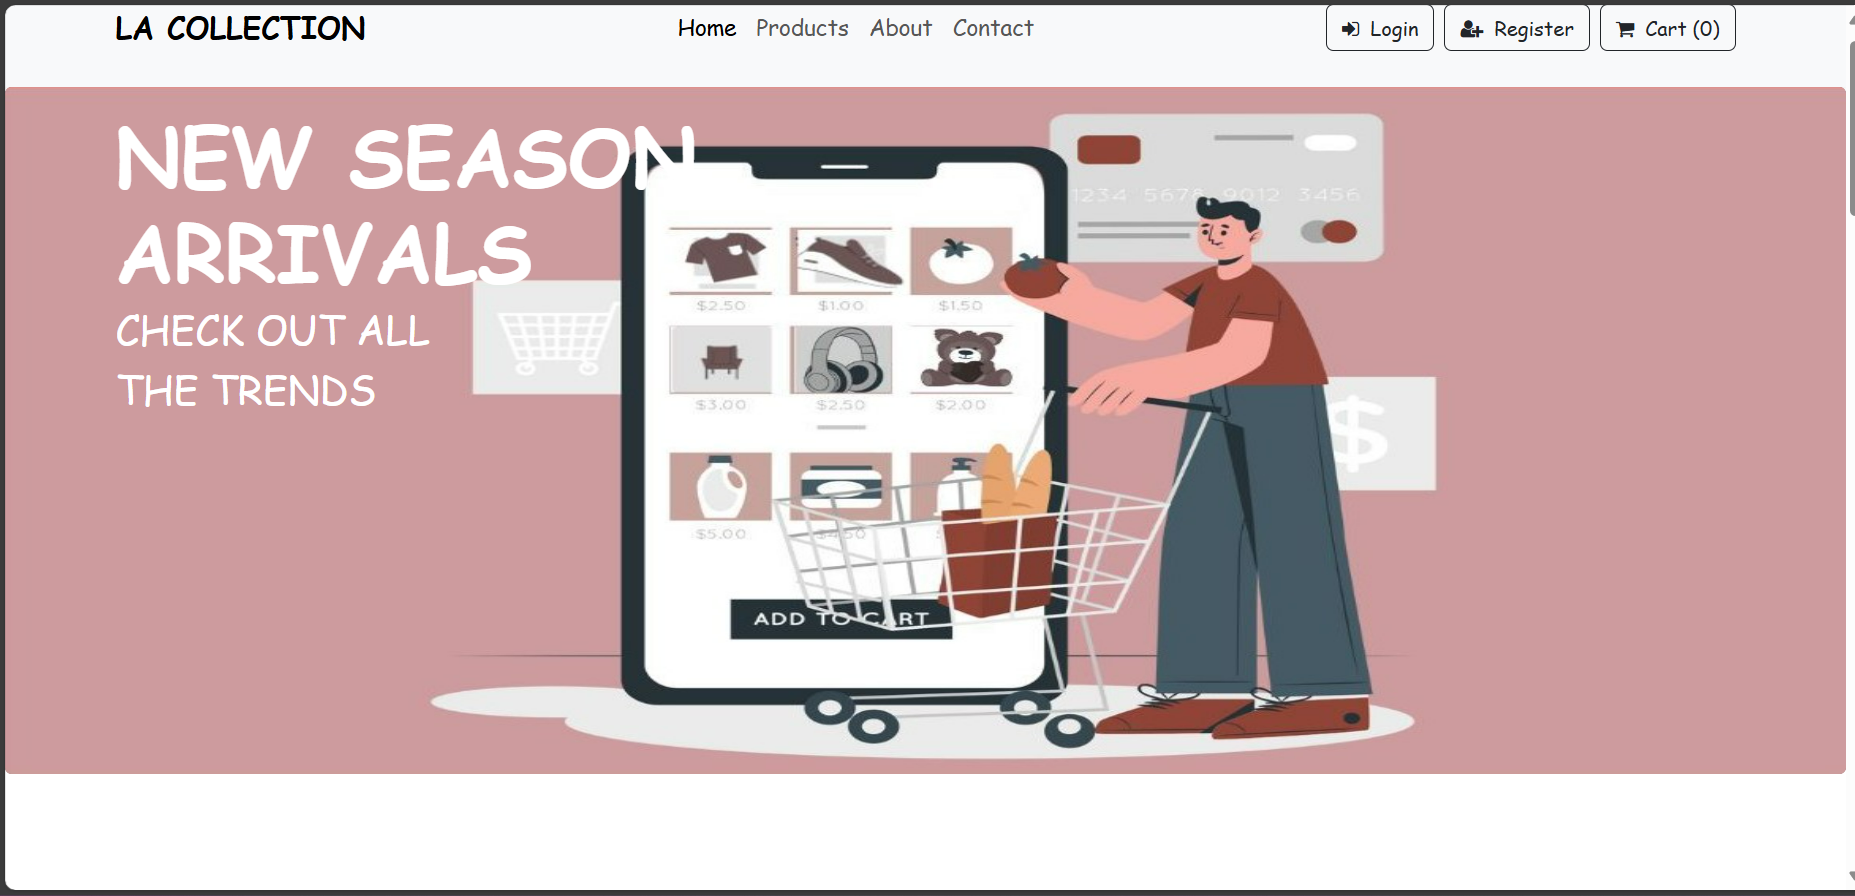 LA COLLECTION
Home Products About Contact
Login Register Cart (0)
NEW SEASON
ARRIVALS
CHECK OUT ALL
THE TRENDS
1234 5678 9012 3456
$2.50 $1.00 $1.50
$3.00 $2.50 $2.00
$
$5.00 $4.50
ADD TO CART